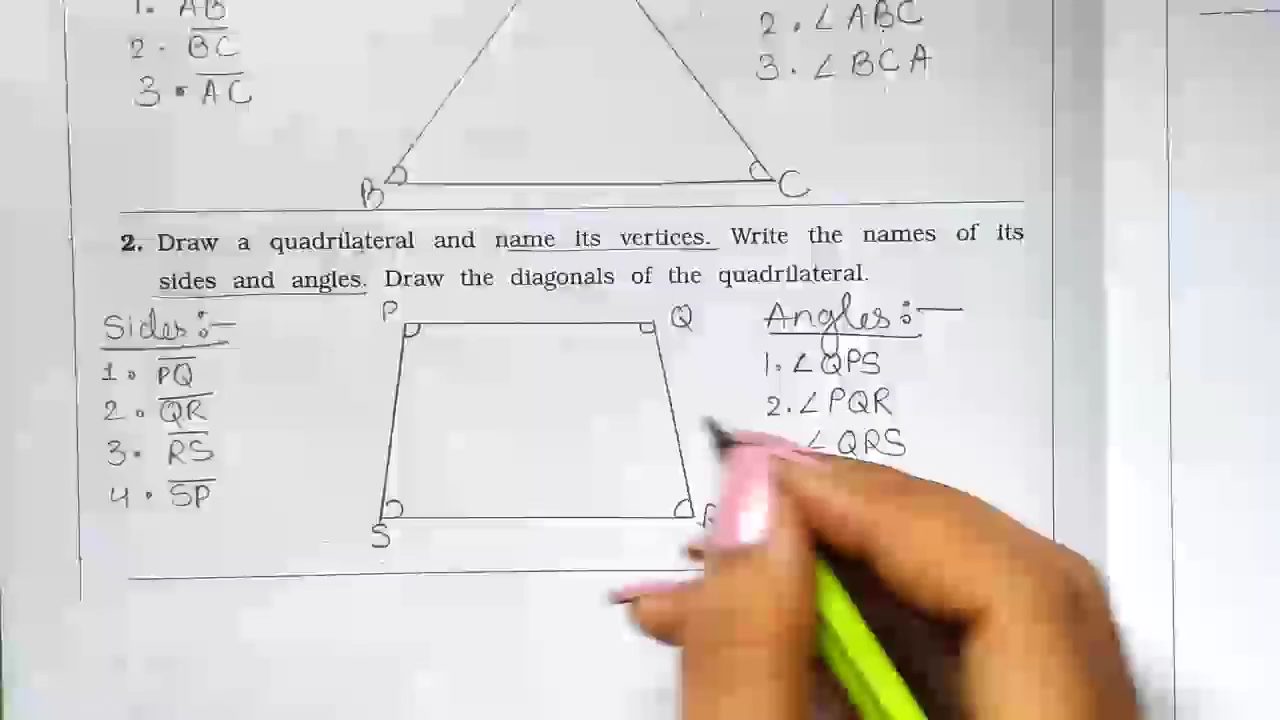 1. AB
2. BC
3. AC
2. ∠ABC
3. ∠BCA
B
C
2. Draw a quadrilateral and name its vertices. Write the names of its
sides and angles. Draw the diagonals of the quadrilateral.
Sides :—
1. PQ
2. QR
3. RS
4. SP
P
Q
S
Angles :—
1. ∠QPS
2. ∠PQR
∠QRS